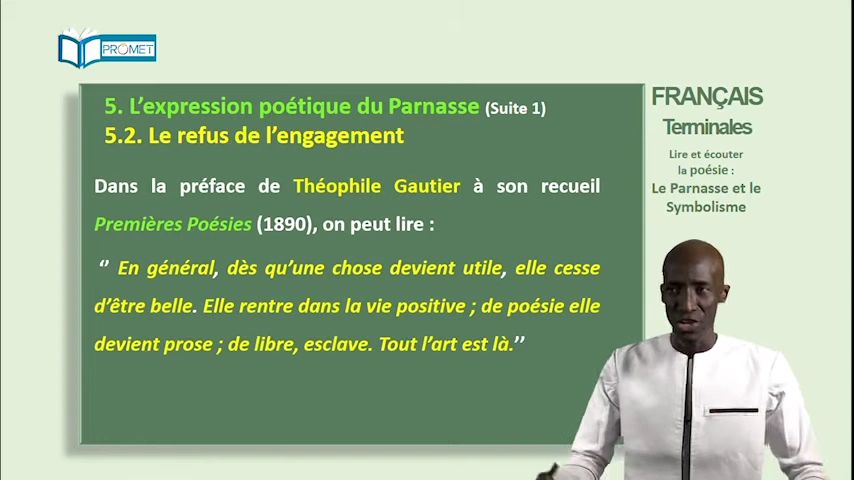 PROMET
5. L'expression poétique du Parnasse (Suite 1)
5.2. Le refus de l'engagement
Dans la préface de Théophile Gautier à son recueil
Premières Poésies (1890), on peut lire :
‘’ En général, dès qu'une chose devient utile, elle cesse
d'être belle. Elle rentre dans la vie positive ; de poésie elle
devient prose ; de libre, esclave. Tout l'art est là.’’
FRANÇAIS
Terminales
Lire et écouter
la poésie :
Le Parnasse et le
Symbolisme